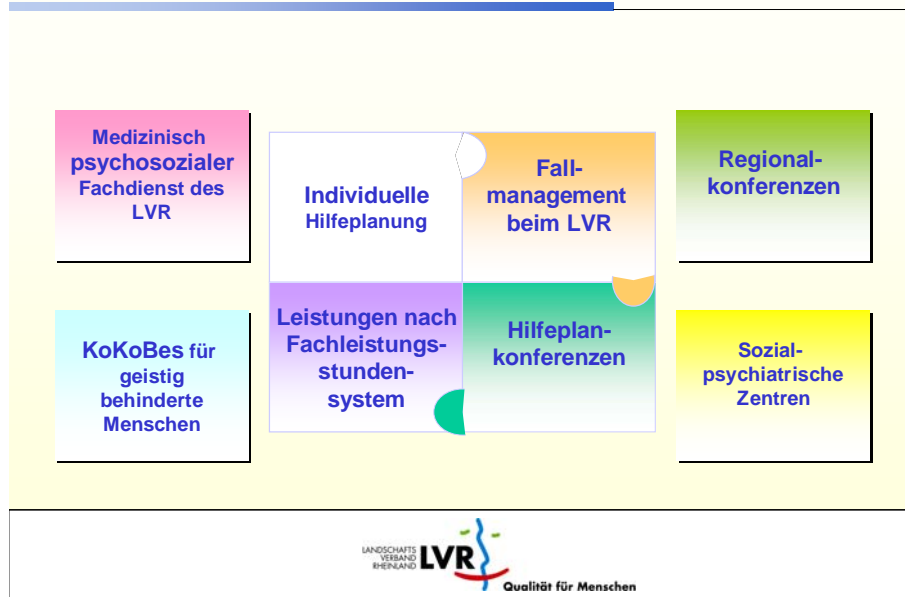 Medizinisch
psychosozialer
Fachdienst des
LVR
Individuelle
Hilfeplanung
Fall-
management
beim LVR
Regional-
konferenzen
KoKoBes für
geistig
behinderte
Menschen
Leistungen nach
Fachleistungs-
stunden-
system
Hilfeplan-
konferenzen
Sozial-
psychiatrische
Zentren
LANDSCHAFTS
VERBAND
RHEINLAND
LVR
Qualität für Menschen